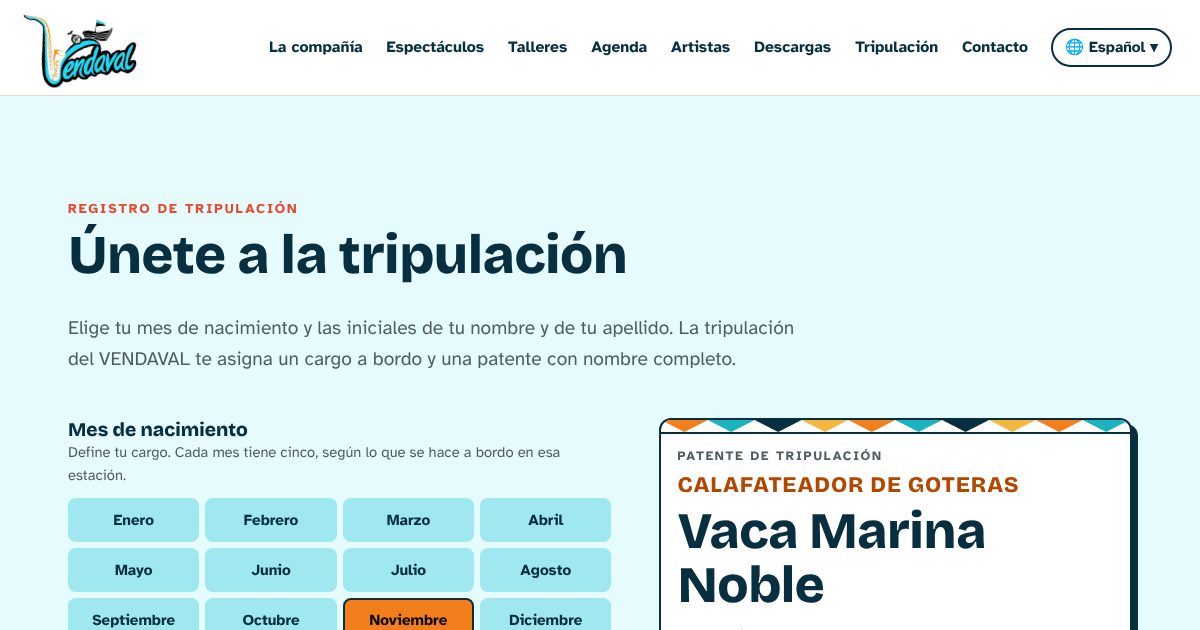 Vendaval
La compañía Espectáculos Talleres Agenda Artistas Descargas Tripulación Contacto Español ▾
REGISTRO DE TRIPULACIÓN
Únete a la tripulación
Elige tu mes de nacimiento y las iniciales de tu nombre y de tu apellido. La tripulación
del VENDAVAL te asigna un cargo a bordo y una patente con nombre completo.
Mes de nacimiento
Define tu cargo. Cada mes tiene cinco, según lo que se hace a bordo en esa
estación.
Enero Febrero Marzo Abril
Mayo Junio Julio Agosto
Septiembre Octubre Noviembre Diciembre
PATENTE DE TRIPULACIÓN
CALAFATEADOR DE GOTERAS
Vaca Marina
Noble